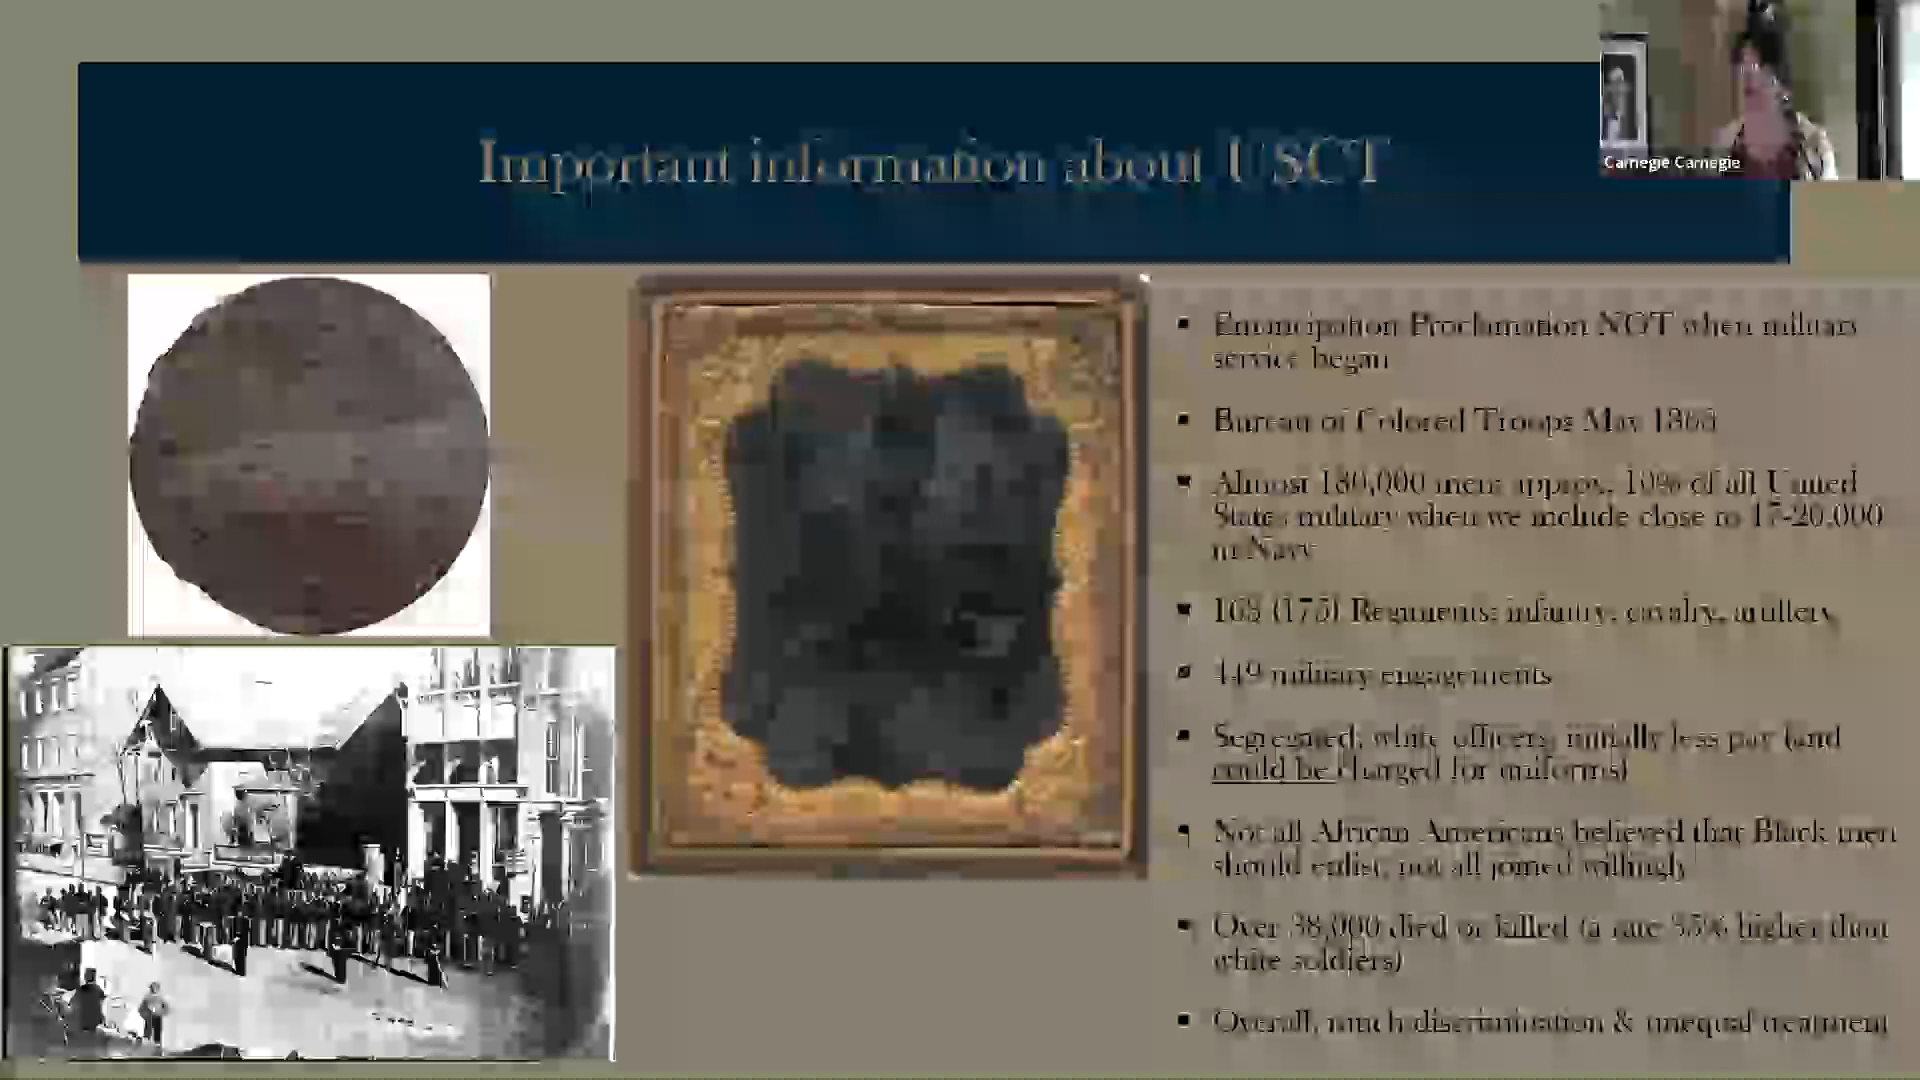 Important information about USCT
Carnegie Carnegie
Emancipation Proclamation NOT when military
service began
Bureau of Colored Troops May 1863
Almost 180,000 men; approx. 10% of all United
States military when we include close to 17-20,000
in Navy
(175) Regiments: infantry, cavalry, artillery
449 military engagements
Segregated, white officers, initially less pay (and
could be charged for uniforms)
Not all African Americans believed that Black men
should enlist, not all joined willingly
Over 38,000 died or killed (a rate 35% higher than
white soldiers)
Overall, much discrimination & unequal treatment